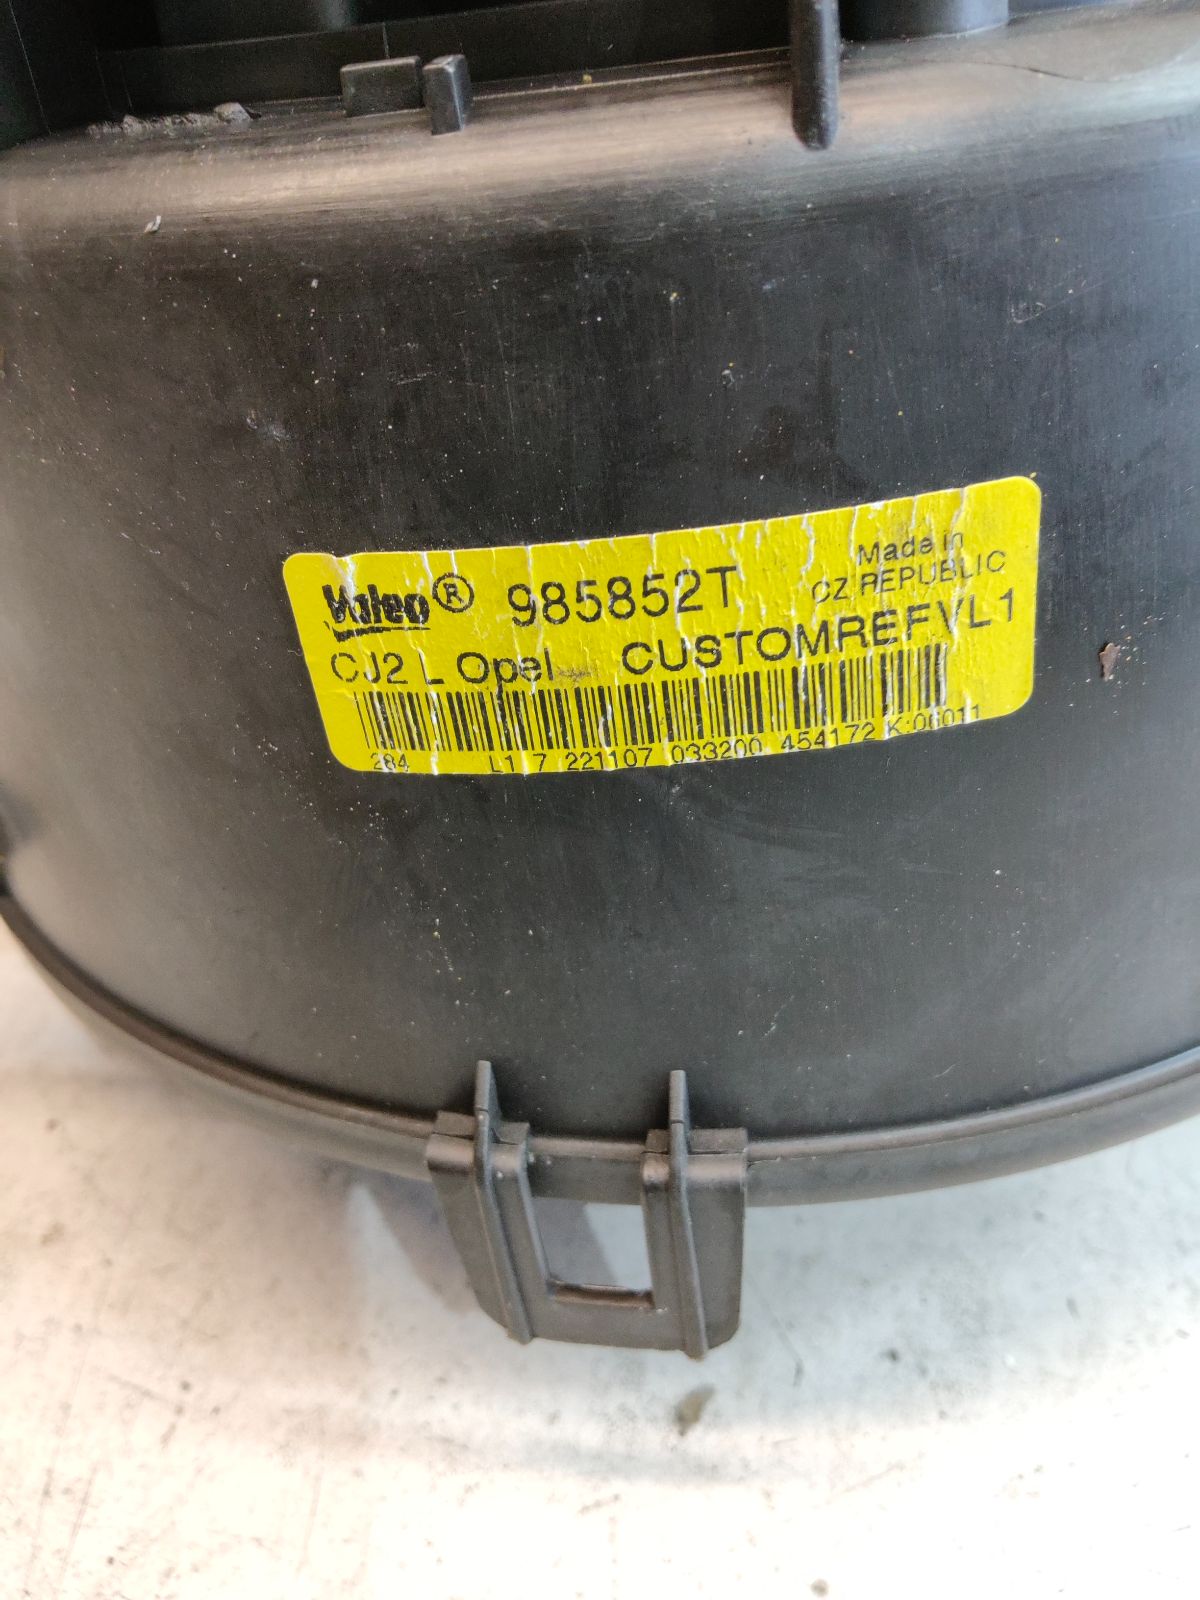 Valeo® 985852T Made in
CZ REPUBLIC
CJ2 L Opel CUSTOMREFVL1
284 L1 7 221107 033200 454172 K:06011